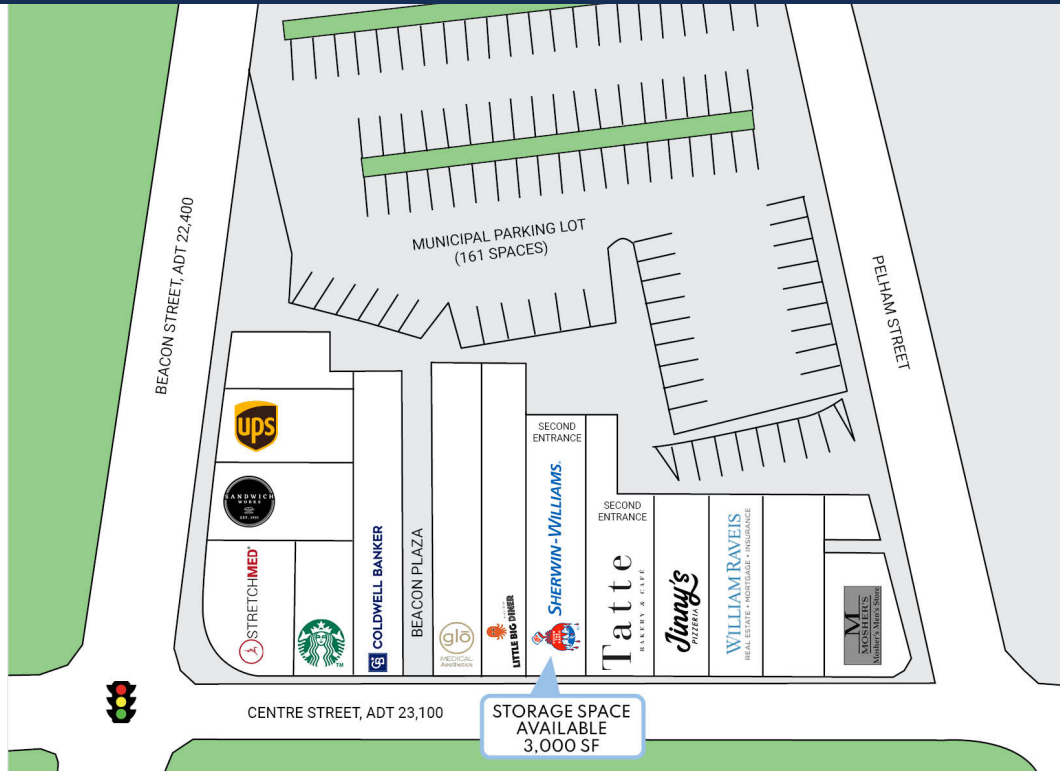 BEACON STREET, ADT 22,400
MUNICIPAL PARKING LOT
(161 SPACES)
PELHAM STREET
ups
SANDWICH
WORKS
STRETCHMED
TM
COLDWELL BANKER
CB
BEACON PLAZA
glō
MEDICAL
Aesthetics
LITTLE BIG DINER
SECOND
ENTRANCE
SHERWIN-WILLIAMS®
SECOND
ENTRANCE
Tatte
BAKERY & CAFÉ
Jinny's
PIZZERIA
WILLIAM RAVEIS
REAL ESTATE • MORTGAGE • INSURANCE
M
MOSHER'S
Mosher's Men's Store
CENTRE STREET, ADT 23,100
STORAGE SPACE
AVAILABLE
3,000 SF